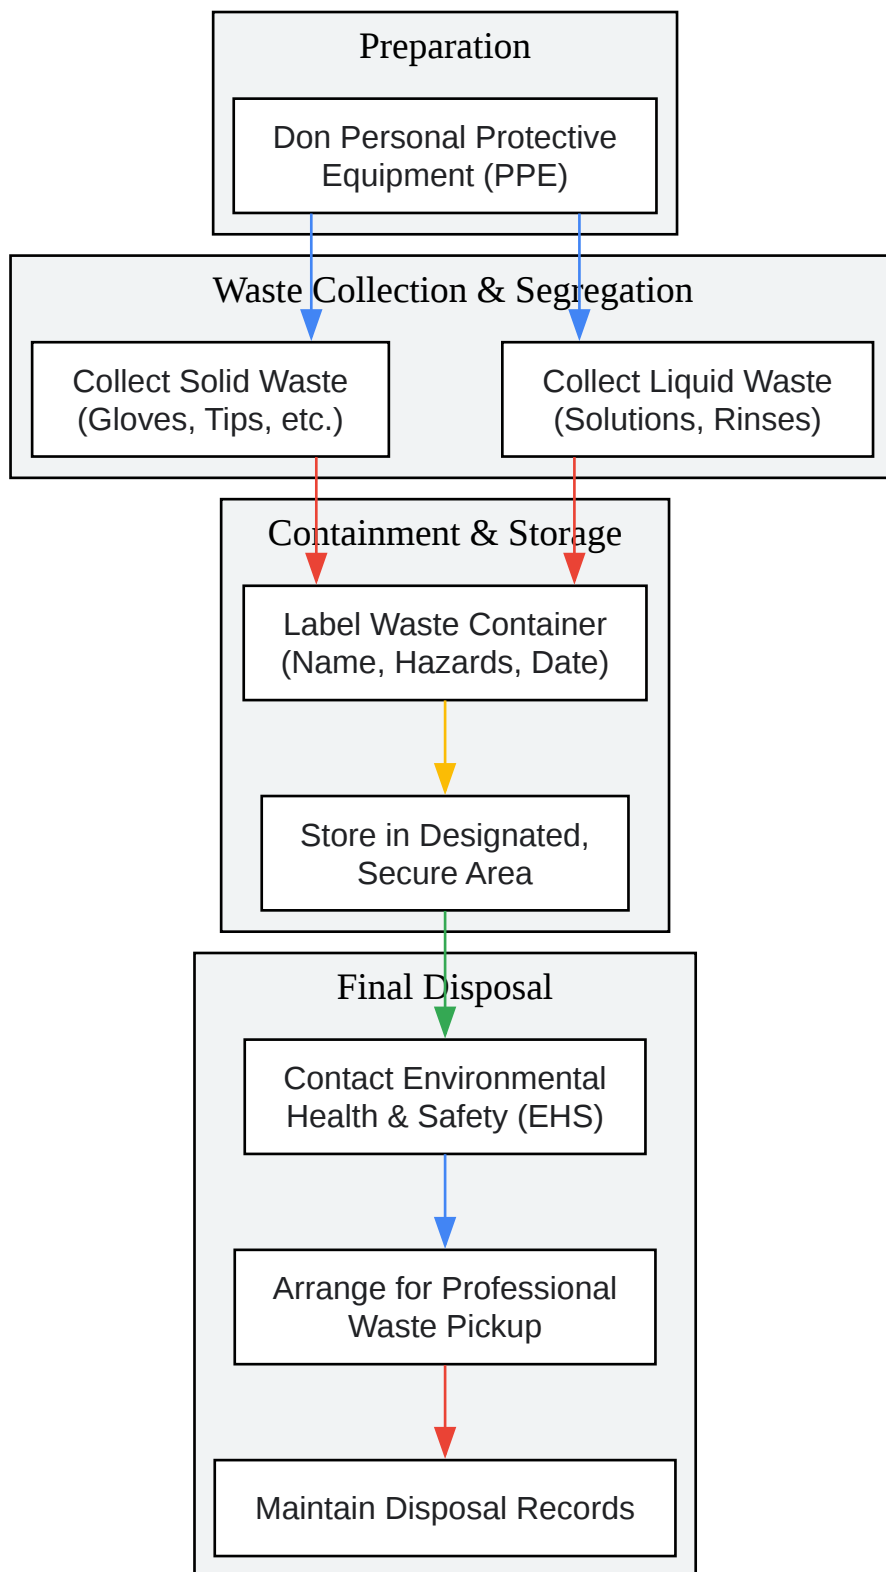 Preparation
Don Personal Protective
Equipment (PPE)
Waste Collection & Segregation
Collect Solid Waste
(Gloves, Tips, etc.)
Collect Liquid Waste
(Solutions, Rinses)
Containment & Storage
Label Waste Container
(Name, Hazards, Date)
Store in Designated,
Secure Area
Final Disposal
Contact Environmental
Health & Safety (EHS)
Arrange for Professional
Waste Pickup
Maintain Disposal Records